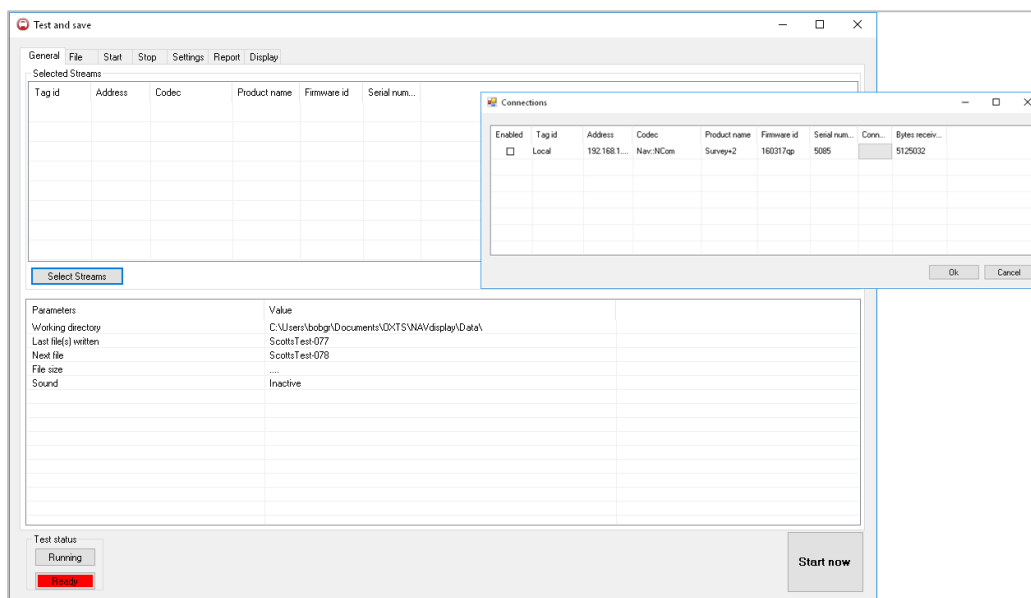 Test and save
General File Start Stop Settings Report Display
Selected Streams
Tag id Address Codec Product name Firmware id Serial num...
Select Streams
Connections
Enabled Tag id Address Codec Product name Firmware id Serial num... Conn... Bytes receiv...
Local 192.168.1.... Nav::NCom Survey+2 160317qp 5085 5125032
Ok Cancel
Parameters Value
Working directory C:\Users\bobgr\Documents\OXTS\NAVdisplay\Data\
Last file(s) written ScottsTest-077
Next file ScottsTest-078
File size ....
Sound Inactive
Test status
Running
Ready
Start now